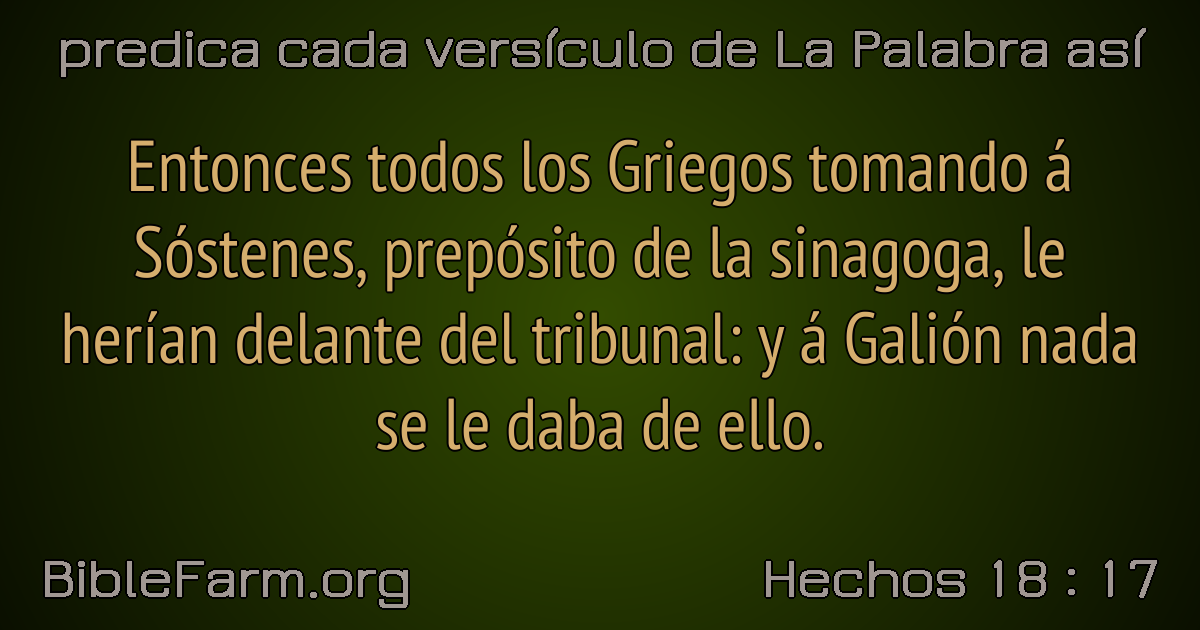 predica cada versículo de La Palabra así
Entonces todos los Griegos tomando á
Sóstenes, prepósito de la sinagoga, le
herían delante del tribunal: y á Galión nada
se le daba de ello.
BibleFarm.org
Hechos 18 : 17